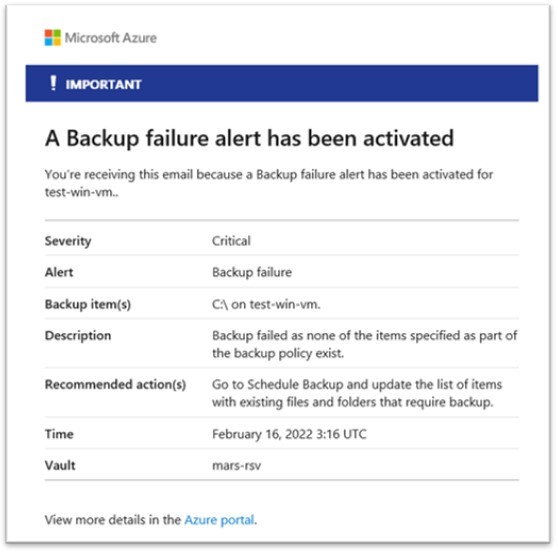 Microsoft Azure
! IMPORTANT
A Backup failure alert has been activated
You're receiving this email because a Backup failure alert has been activated for
test-win-vm..
Severity Critical
Alert Backup failure
Backup item(s) C:\ on test-win-vm.
Description Backup failed as none of the items specified as part of
the backup policy exist.
Recommended action(s) Go to Schedule Backup and update the list of items
with existing files and folders that require backup.
Time February 16, 2022 3:16 UTC
Vault mars-rsv
View more details in the Azure portal.